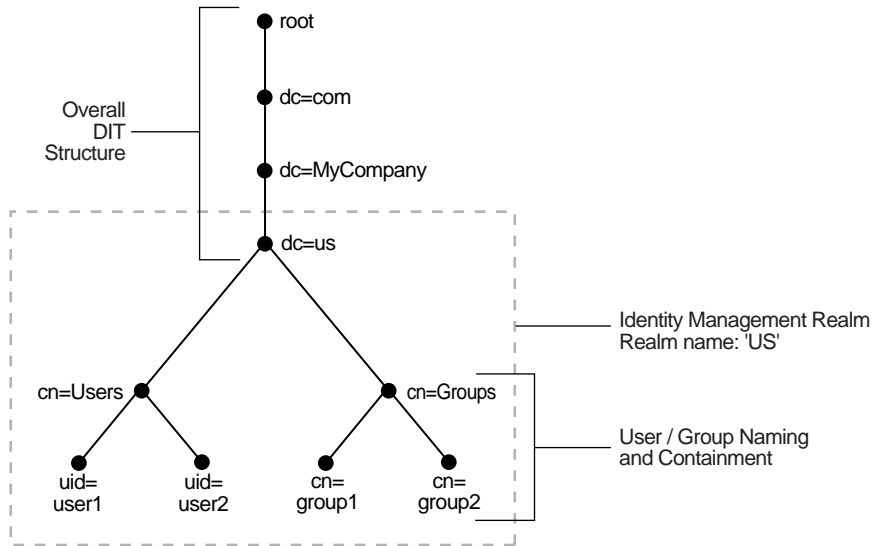 root
dc=com
Overall
DIT
Structure
dc=MyCompany
dc=us
Identity Management Realm
Realm name: 'US'
cn=Users
cn=Groups
User / Group Naming
and Containment
uid=
user1
uid=
user2
cn=
group1
cn=
group2